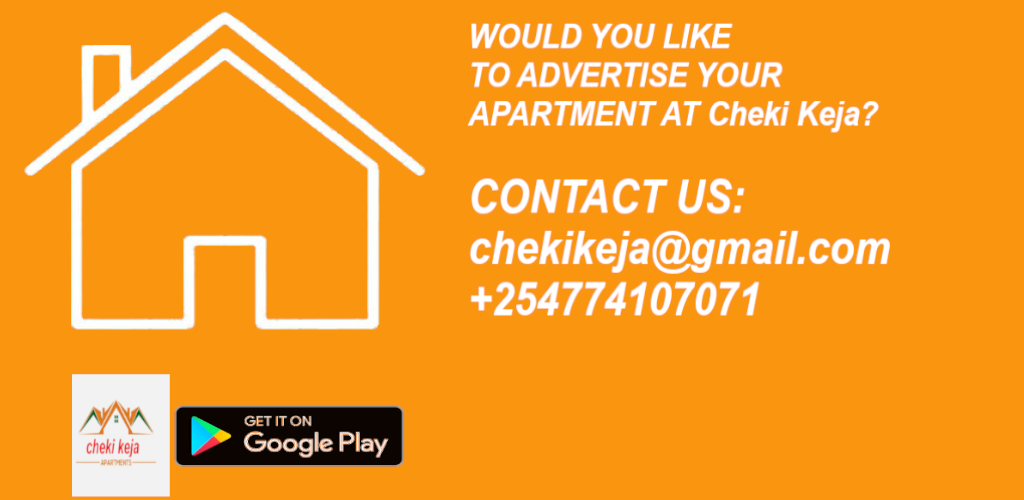 WOULD YOU LIKE
TO ADVERTISE YOUR
APARTMENT AT Cheki Keja?
CONTACT US:
chekikeja@gmail.com
+254774107071
cheki keja
APARTMENTS
GET IT ON
Google Play